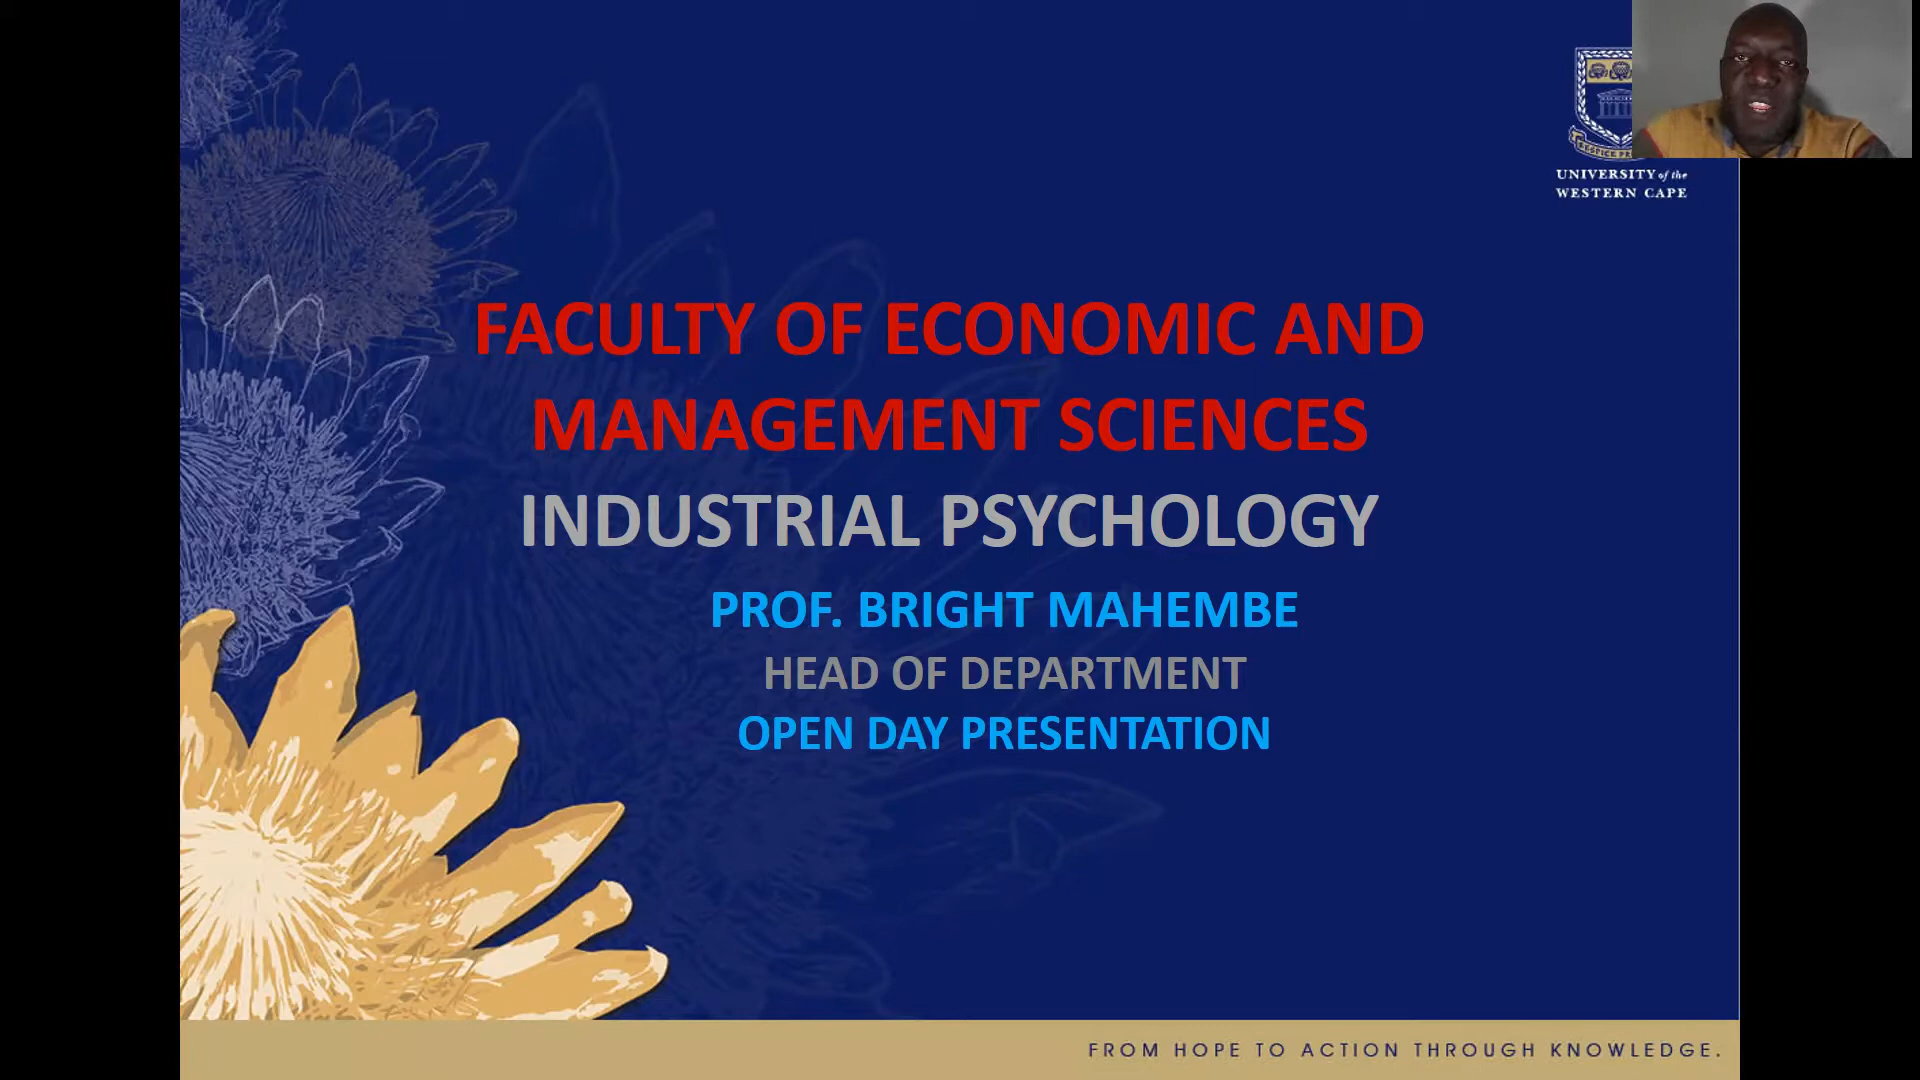 UNIVERSITY of the
WESTERN CAPE
FACULTY OF ECONOMIC AND
MANAGEMENT SCIENCES
INDUSTRIAL PSYCHOLOGY
PROF. BRIGHT MAHEMBE
HEAD OF DEPARTMENT
OPEN DAY PRESENTATION
FROM HOPE TO ACTION THROUGH KNOWLEDGE.